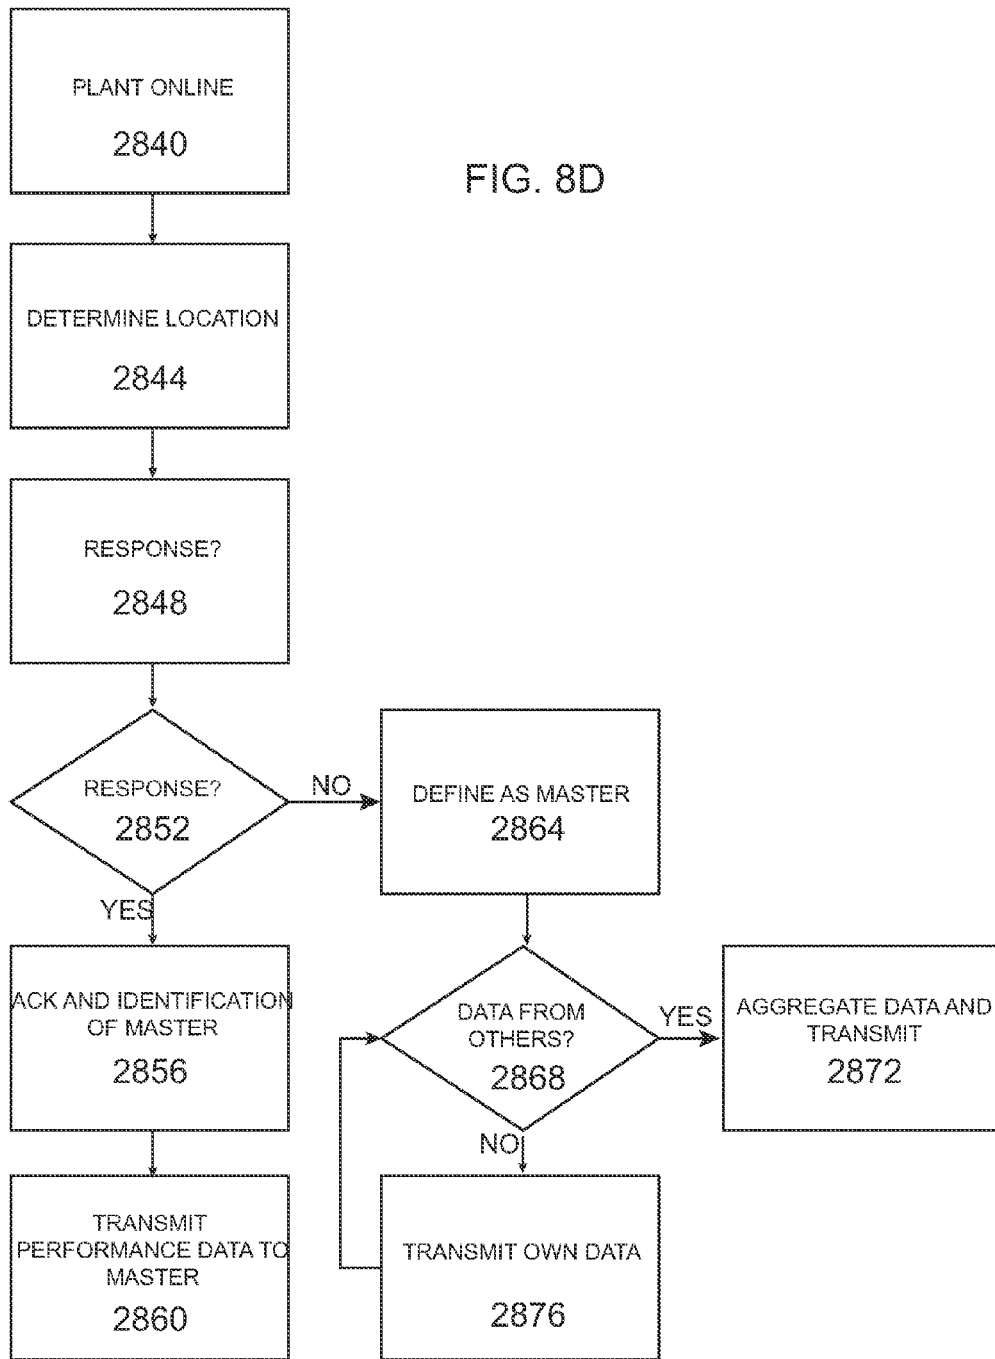 PLANT ONLINE
2840
FIG. 8D
DETERMINE LOCATION
2844
RESPONSE?
2848
RESPONSE?
2852
NO
DEFINE AS MASTER
2864
YES
ACK AND IDENTIFICATION
OF MASTER
2856
DATA FROM
OTHERS?
2868
YES
AGGREGATE DATA AND
TRANSMIT
2872
NO
TRANSMIT
PERFORMANCE DATA TO
MASTER
2860
TRANSMIT OWN DATA
2876